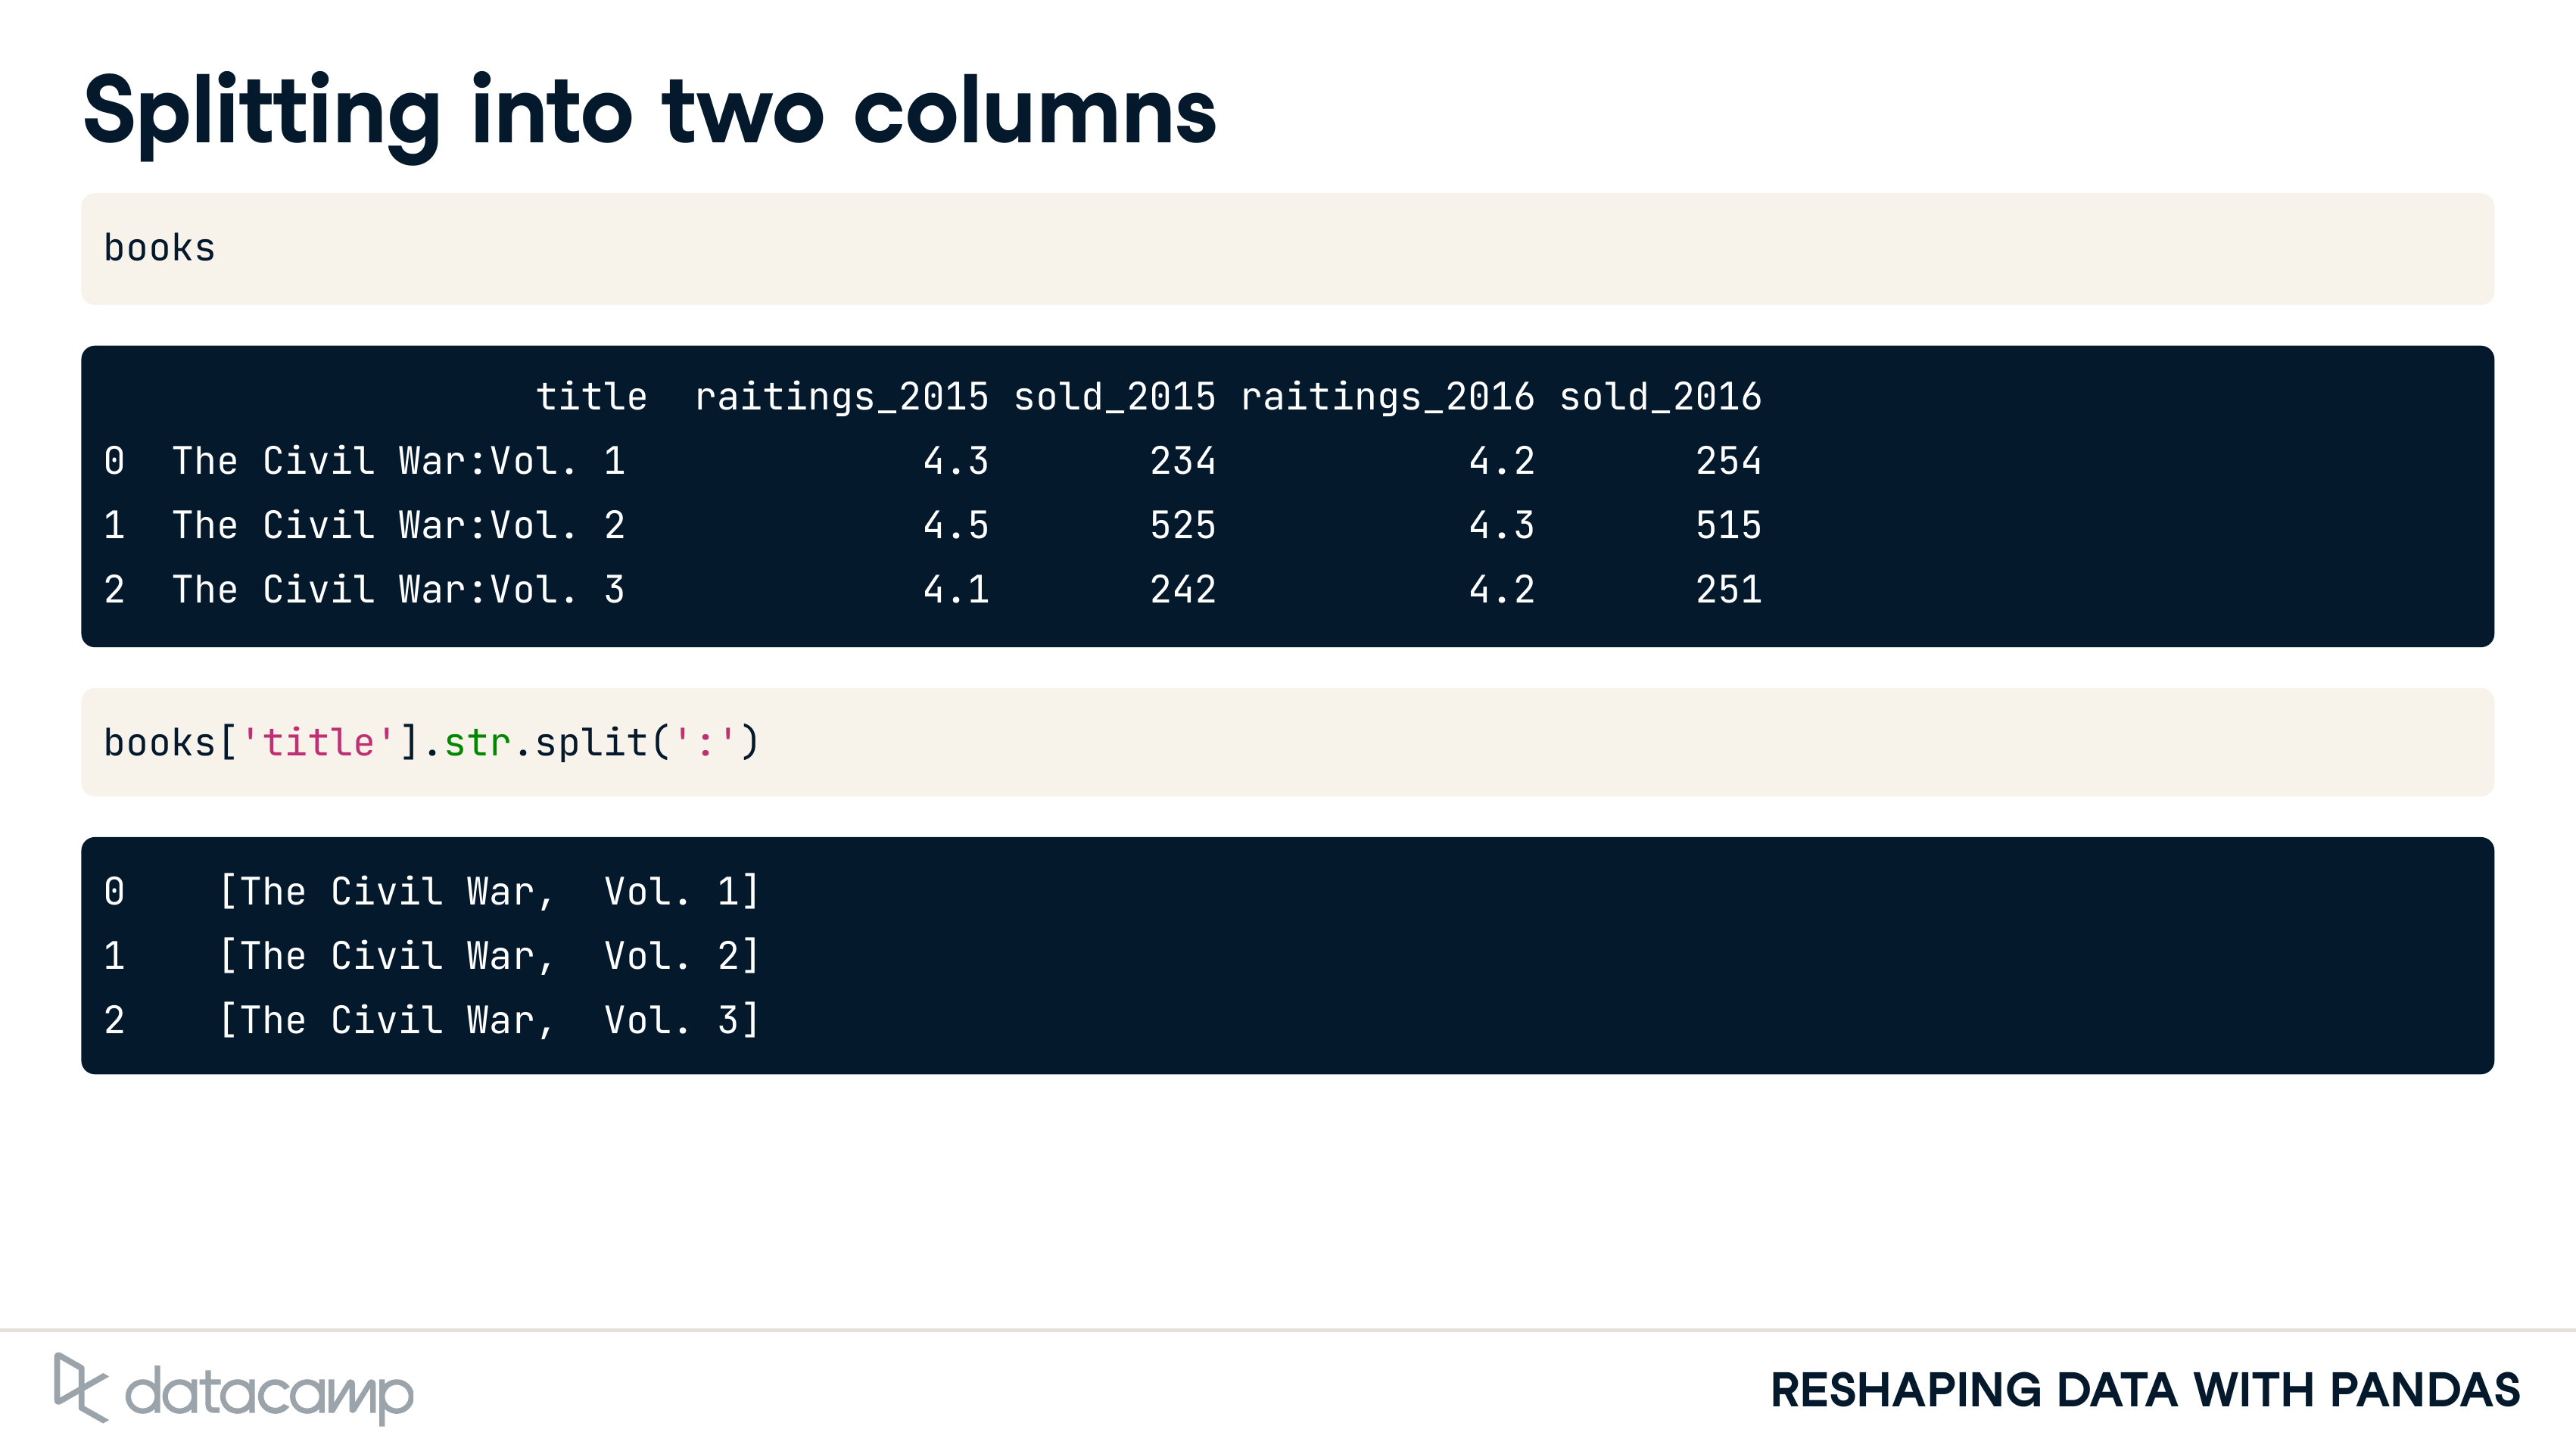 Splitting into two columns
books
title raitings_2015 sold_2015 raitings_2016 sold_2016
0 The Civil War:Vol. 1 4.3 234 4.2 254
1 The Civil War:Vol. 2 4.5 525 4.3 515
2 The Civil War:Vol. 3 4.1 242 4.2 251
books['title'].str.split(':')
0 [The Civil War, Vol. 1]
1 [The Civil War, Vol. 2]
2 [The Civil War, Vol. 3]
datacamp
RESHAPING DATA WITH PANDAS